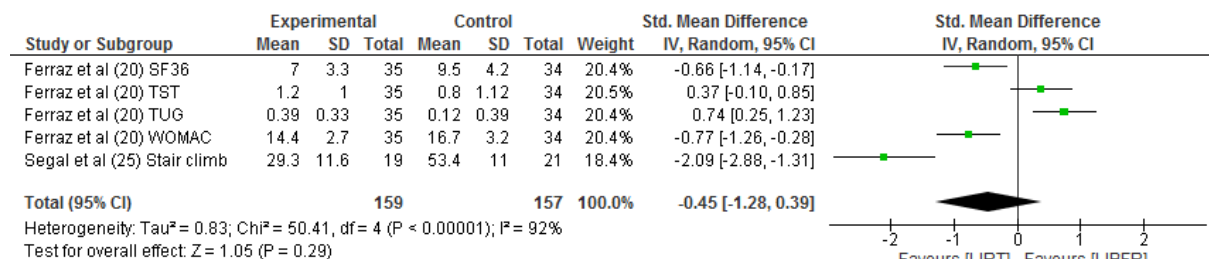 Experimental Control Std. Mean Difference Std. Mean Difference
Study or Subgroup Mean SD Total Mean SD Total Weight IV, Random, 95% CI IV, Random, 95% CI
Ferraz et al (20) SF36 7 3.3 35 9.5 4.2 34 20.4% -0.66 [-1.14, -0.17]
Ferraz et al (20) TST 1.2 1 35 0.8 1.12 34 20.5% 0.37 [-0.10, 0.85]
Ferraz et al (20) TUG 0.39 0.33 35 0.12 0.39 34 20.4% 0.74 [0.25, 1.23]
Ferraz et al (20) WOMAC 14.4 2.7 35 16.7 3.2 34 20.4% -0.77 [-1.26, -0.28]
Segal et al (25) Stair climb 29.3 11.6 19 53.4 11 21 18.4% -2.09 [-2.88, -1.31]
Total (95% CI) 159 157 100.0% -0.45 [-1.28, 0.39]
Heterogeneity: Tau² = 0.83; Chi² = 50.41, df = 4 (P < 0.00001); I² = 92%
Test for overall effect: Z = 1.05 (P = 0.29)
-2 -1 0 1 2
Favours Favours